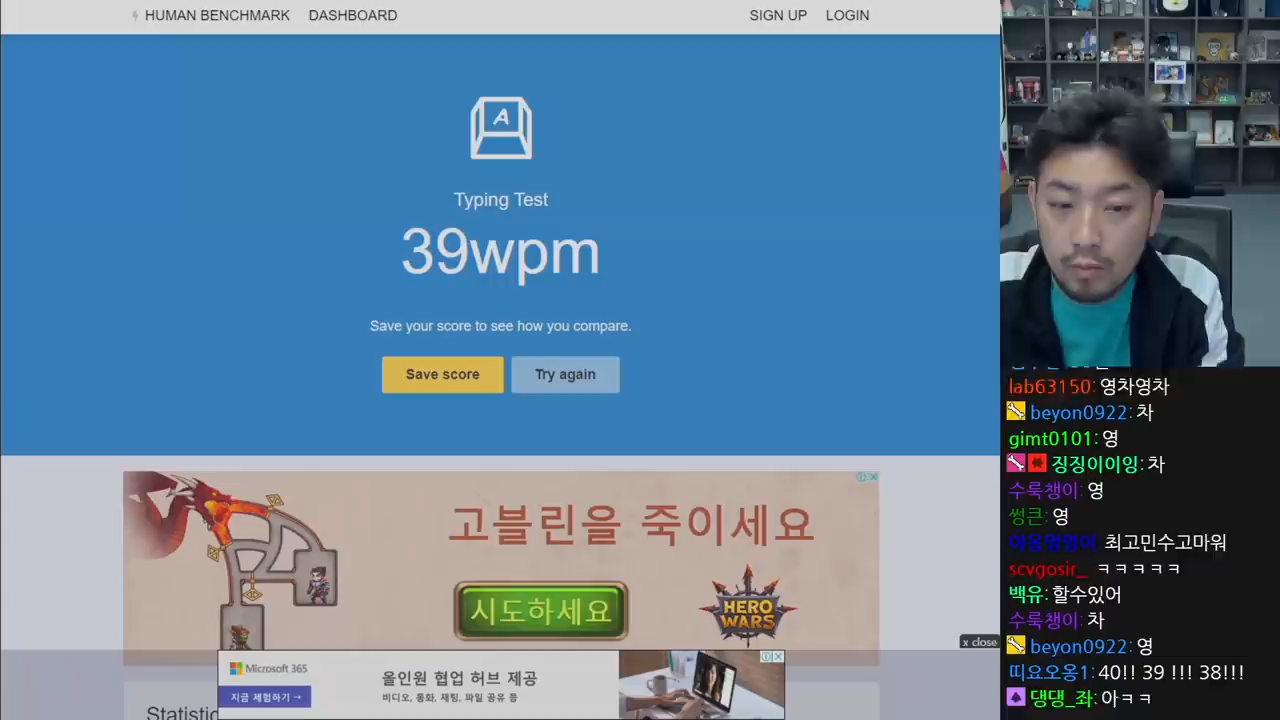 HUMAN BENCHMARK DASHBOARD SIGN UP LOGIN
A
Typing Test
39wpm
Save your score to see how you compare.
Save score Try again
고블린을 죽이세요
시도하세요
HERO
WARS
x close
Microsoft 365
지금 체험하기 →
올인원 협업 허브 제공
비디오, 통화, 채팅, 파일 공유 등
Statistic
lab63150: 영차영차
beyon0922: 차
gimt0101: 영
징징이이잉: 차
수룩챙이: 영
썽큰: 영
최고민수고마워
scvgosir_ ㅋㅋㅋㅋㅋ
백유: 할수있어
수룩챙이: 차
beyon0922: 영
띠요오옹1: 40!! 39 !!! 38!!!
댕댕_좌: 아ㅋㅋ